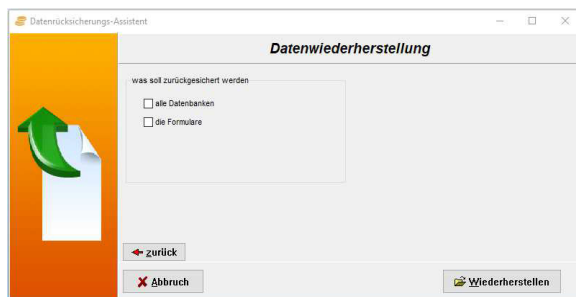 Datenrücksicherungs-Assistent
Datenwiederherstellung
was soll zurückgesichert werden
alle Datenbanken
die Formulare
zurück
Abbruch
Wiederherstellen